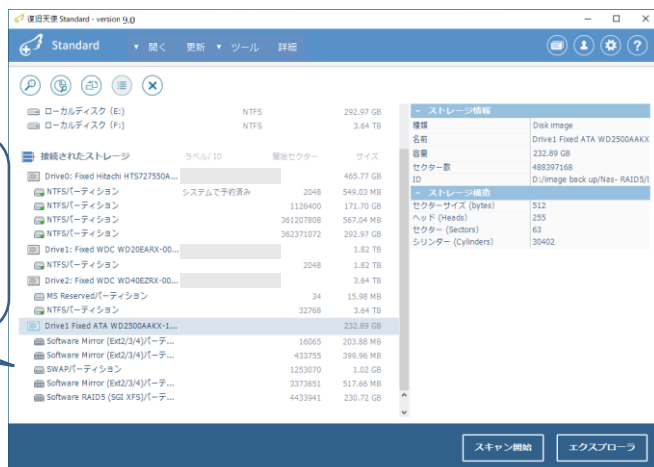 復旧天使 Standard - version 9.0
Standard ▼ 開く 更新 ▼ ツール 詳細
ローカルディスク (E:) NTFS 292.97 GB
ローカルディスク (F:) NTFS 3.64 TB
接続されたストレージ ラベル/ ID 開始セクター サイズ
Drive0: Fixed Hitachi HTS727550A... 465.77 GB
NTFSパーティション システムで予約済み 2048 549.03 MB
NTFSパーティション 1126400 171.70 GB
NTFSパーティション 361207808 567.04 MB
NTFSパーティション 362371072 292.97 GB
Drive1: Fixed WDC WD20EARX-00... 1.82 TB
NTFSパーティション 2048 1.82 TB
Drive2: Fixed WDC WD40EZRX-00... 3.64 TB
MS Reservedパーティション 34 15.98 MB
NTFSパーティション 32768 3.64 TB
Drive1 Fixed ATA WD2500AAKX-1... 232.89 GB
Software Mirror (Ext2/3/4)パーテ... 16065 203.88 MB
Software Mirror (Ext2/3/4)パーテ... 433755 399.96 MB
SWAPパーティション 1253070 1.02 GB
Software Mirror (Ext2/3/4)パーテ... 3373651 517.66 MB
Software RAID5 (SGI XFS)パーテ... 4433941 230.72 GB
− ストレージ情報
種類 Disk image
名前 Drive1 Fixed ATA WD2500AAKX
容量 232.89 GB
セクター数 488397168
ID D:/image back up/Nas- RAID5/[
− ストレージ構造
セクターサイズ (bytes) 512
ヘッド (Heads) 255
セクター (Sectors) 63
シリンダー (Cylinders) 30402
スキャン開始 エクスプローラ